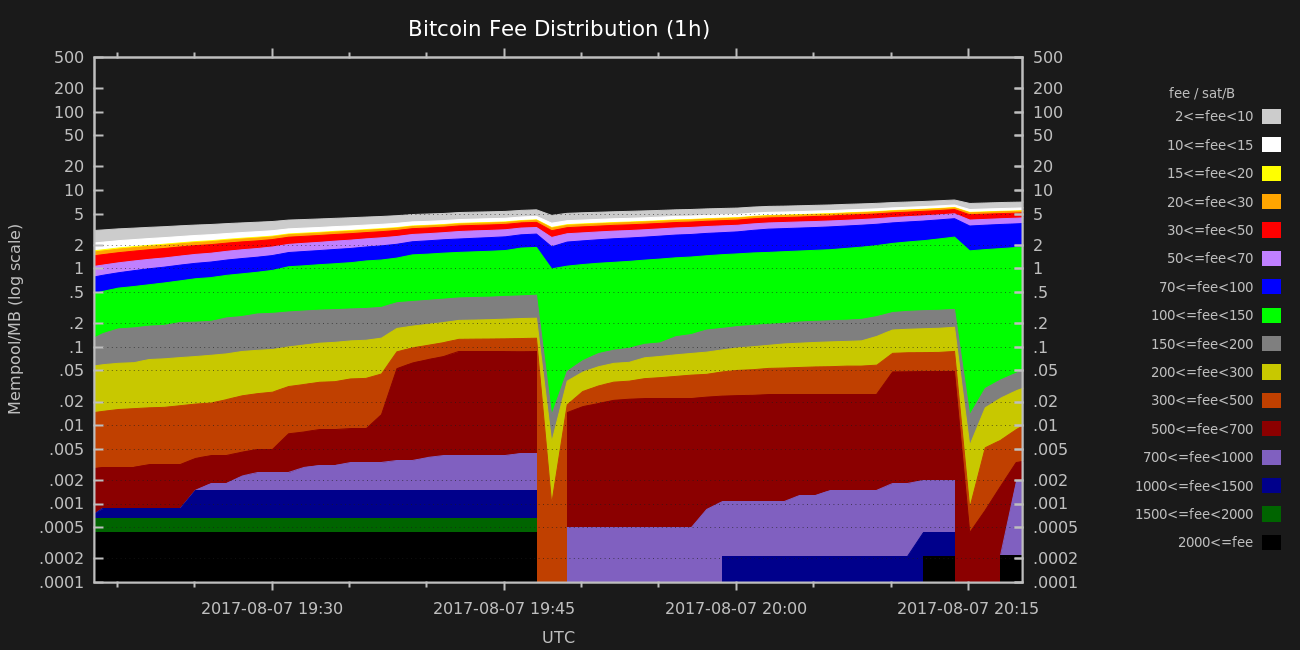 Bitcoin Fee Distribution (1h)
500 500
200 200
100 100
50 50
20 20
10 10
5 5
2 2
1 1
.5 .5
.2 .2
.1 .1
.05 .05
.02 .02
.01 .01
.005 .005
.002 .002
.001 .001
.0005 .0005
.0002 .0002
.0001 .0001
Mempool/MB (log scale)
2017-08-07 19:30 2017-08-07 19:45 2017-08-07 20:00 2017-08-07 20:15
UTC
fee / sat/B
2<=fee<10
10<=fee<15
15<=fee<20
20<=fee<30
30<=fee<50
50<=fee<70
70<=fee<100
100<=fee<150
150<=fee<200
200<=fee<300
300<=fee<500
500<=fee<700
700<=fee<1000
1000<=fee<1500
1500<=fee<2000
2000<=fee